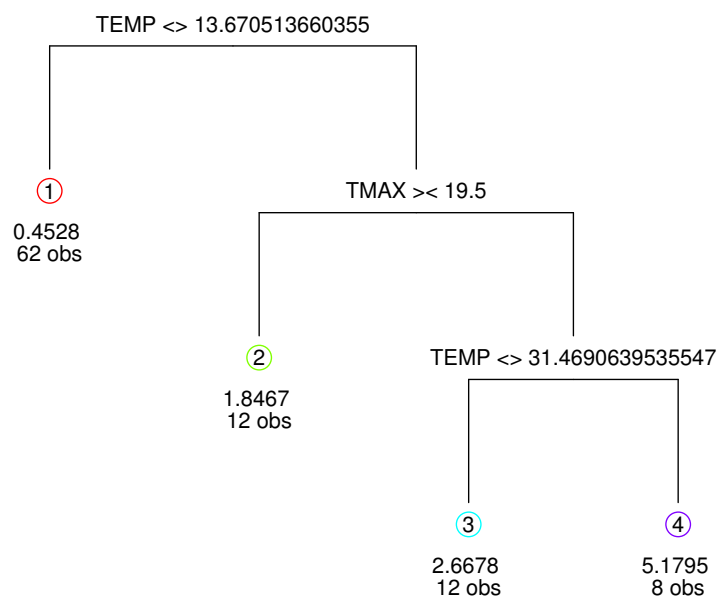 TEMP <> 13.670513660355
1
0.4528
62 obs
TMAX >< 19.5
2
1.8467
12 obs
TEMP <> 31.4690639535547
3
2.6678
12 obs
4
5.1795
8 obs